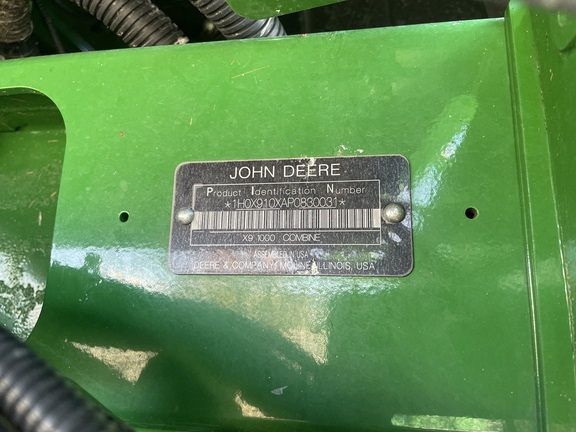 JOHN DEERE
Product Identification Number
*1H0X910XAP0830031*
X9 1000 COMBINE
ASSEMBLED IN USA
DEERE & COMPANY MOLINE ILLINOIS, USA